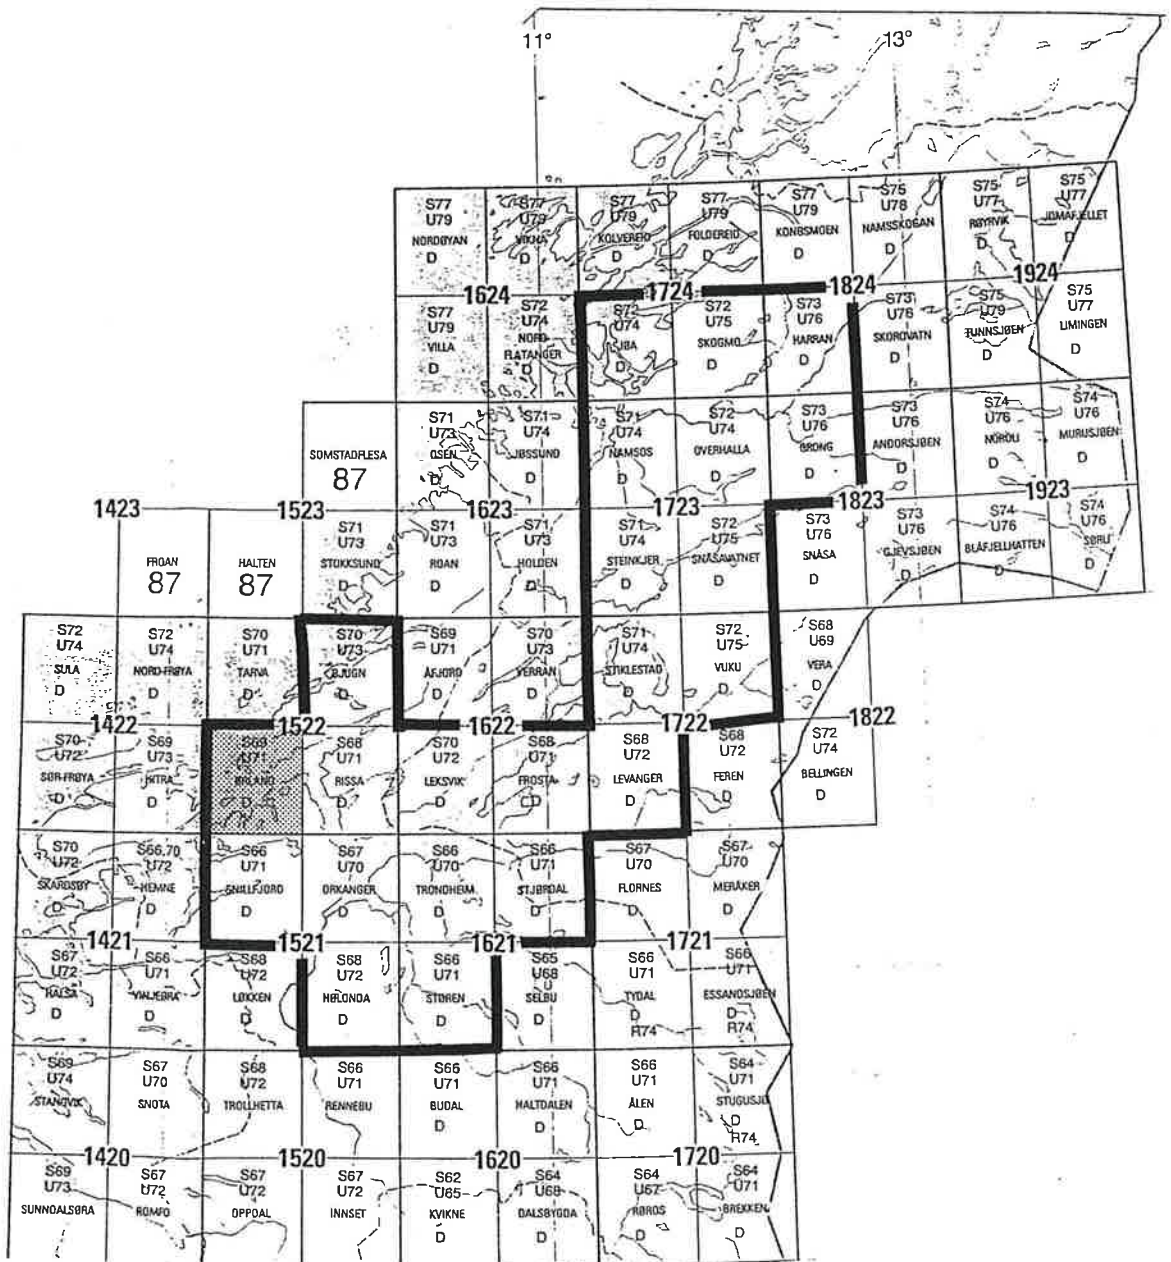 11°
13°
S77
U79
NORDØYAN
D
S77
U79
VIKNA
D
S77
U79
KOLVEREID
D
S77
U79
FOLDEREID
D
S77
U79
KONGSMOEN
D
S75
U78
NAMSSKOGAN
D
S75
U77
RØYRVIK
D
S75
U77
JOMAFJELLET
D
1624
1724
1824
1924
S77
U79
VILLA
D
S72
U74
NORD-
FLATANGER
D
S72
U74
D
S72
U75
SKOGMO
D
S73
U76
HARRAN
D
S73
U76
SKOROVATN
D
S75
U79
TUNNSJØEN
D
S75
U77
LIMINGEN
D
SOMSTADFLESA
87
S71
U73
OSEN
D
S71
U74
JØSSUND
D
S71
U74
NAMSOS
D
S72
U74
OVERHALLA
D
S73
U76
GRONG
D
S73
U76
ANDORSJØEN
D
S74
U76
NORDLI
D
S74
U76
MURUSJØEN
D
1423
1523
1623
1723
1823
1923
FROAN
87
HALTEN
87
S71
U73
STOKKSUND
D
S71
U73
ROAN
D
S71
U73
HOLDEN
D
S71
U74
STEINKJER
D
S72
U75
SNÅSAVATNET
D
S73
U76
SNÅSA
D
S73
U76
GJEVSJØEN
D
S74
U76
BLÅFJELLHATTEN
D
S74
U76
SØRLI
D
S72
U74
SULA
D
S72
U74
NORD-FRØYA
D
S70
U71
TARVA
D
S70
U73
BJUGN
D
S69
U71
ÅFJORD
D
S70
U73
VERRAN
D
S71
U74
STIKLESTAD
D
S72
U75
VUKU
D
S68
U69
VERA
D
1422
1522
1622
1722
1822
S70
U72
SØR-FRØYA
D
S69
U73
HITRA
D
S69
U71
ØRLAND
D
S68
U71
RISSA
D
S70
U72
LEKSVIK
D
S68
U71
FROSTA
D
S68
U72
LEVANGER
D
S68
U72
FEREN
D
S72
U74
BELLINGEN
D
S70
U72
SKARDSØY
D
S66,70
U72
HEMNE
D
S66
U71
SNILLFJORD
D
S67
U70
ORKANGER
D
S66
U70
TRONDHEIM
D
S66
U71
STJØRDAL
D
S67
U70
FLORNES
D
S67
U70
MERÅKER
D
1421
1521
1621
1721
S67
U72
HALSA
D
S66
U71
VINJEØRA
D
S68
U72
LØKKEN
D
S68
U72
HØLONDA
D
S66
U71
STØREN
D
S65
U68
U
SELBU
D
S66
U71
TYDAL
D
R74
S66
U71
ESSANDSJØEN
D
R74
S69
U74
STANGVIK
S67
U70
SNOTA
S68
U72
TROLLHETTA
S66
U71
RENNEBU
S66
U71
BUDAL
D
S66
U71
HALTDALEN
D
S66
U71
ÅLEN
D
S64
U71
STUGUSJØ
D
R74
1420
1520
1620
1720
S69
U73
SUNNDALSØRA
S67
U72
ROMFO
S67
U72
OPPDAL
S67
U72
INNSET
S62
U65
KVIKNE
D
S64
U68
DALSBYGDA
D
S64
U67
RØROS
D
S64
U71
BREKKEN
D